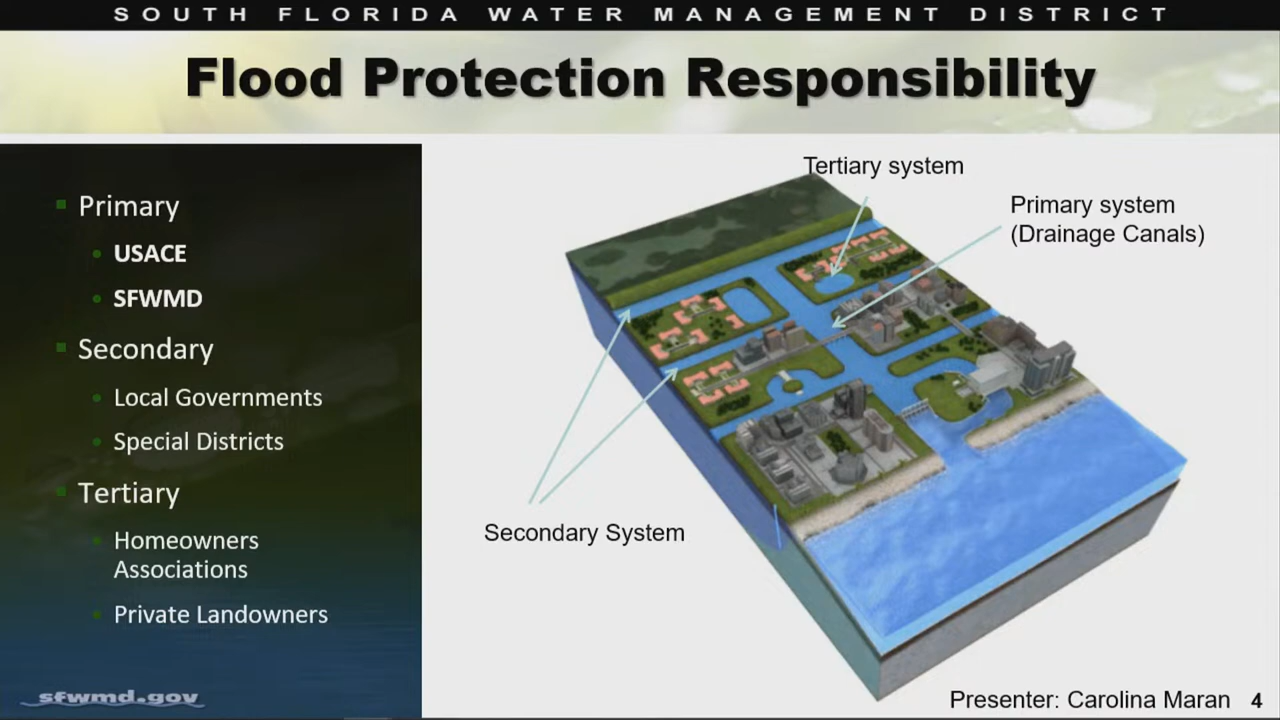 SOUTH FLORIDA WATER MANAGEMENT DISTRICT
Flood Protection Responsibility
Primary
USACE
SFWMD
Secondary
Local Governments
Special Districts
Tertiary
Homeowners
Associations
Private Landowners
sfwmd.gov
Tertiary system
Primary system
(Drainage Canals)
Secondary System
Presenter: Carolina Maran 4